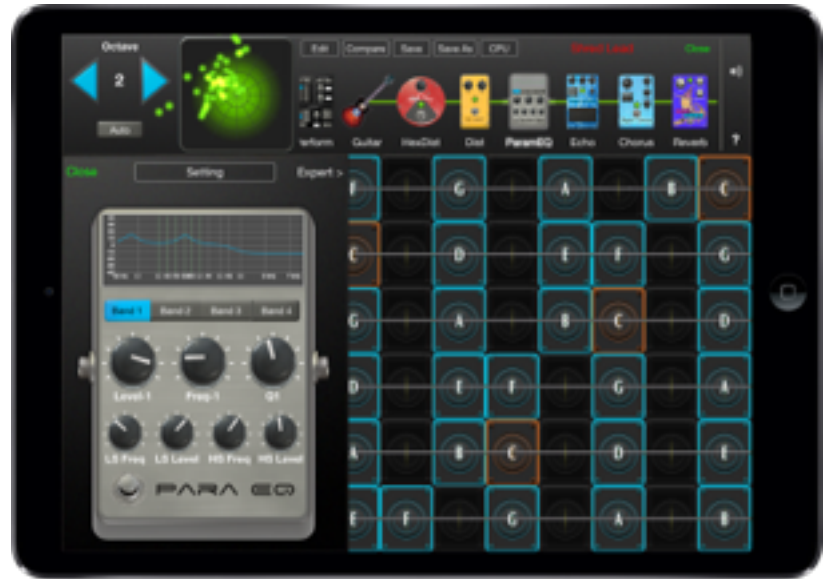 Octave
2
Auto
Edit Compare Save Save As CPU
Close
erform Guitar HexDist Dist ParamEQ Echo Chorus Reverb
?
Close Setting Expert >
Band 1 Band 2 Band 3 Band 4
Level-1 Freq-1 Q1
LS Freq LS Level HS Freq HS Level
PARA EQ
F G A B C
C D E F G
G A B C D
D E F G A
A B C D E
E F G A B